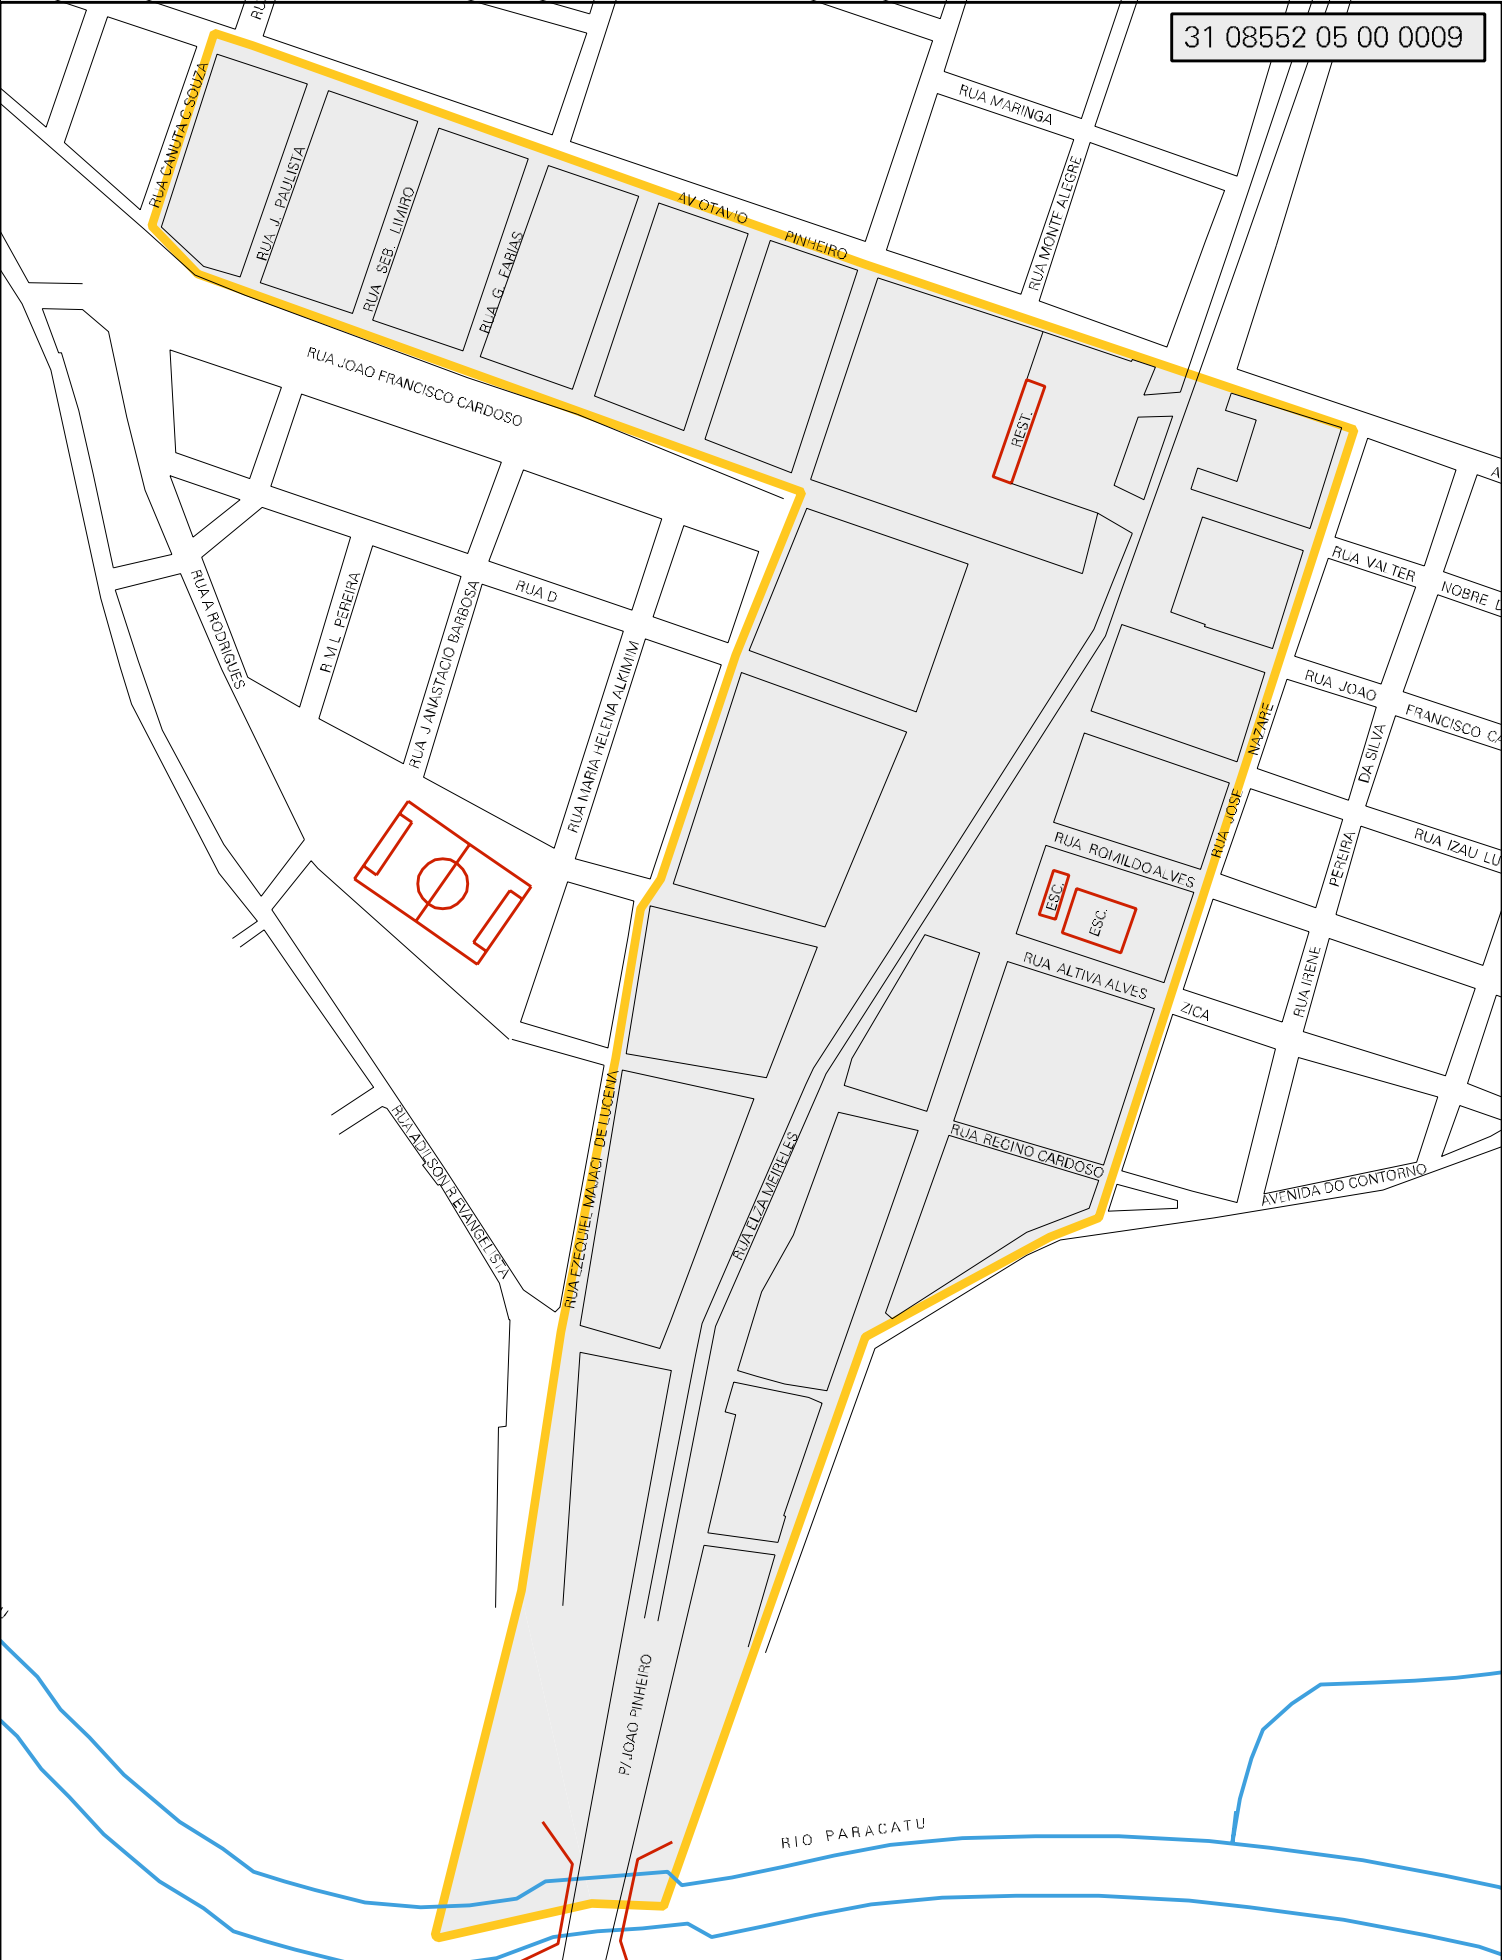 31 08552 05 00 0009
RUA CANUTA C SOUZA
RUA MARINGA
RUA J. PAULISTA
RUA SEB. LIMIRO
RUA G. FARIAS
AV OTAVIO
PINHEIRO
RUA MONTE ALEGRE
RUA JOAO FRANCISCO CARDOSO
REST.
RUA VALTER
NOBRE
RUA D
RUA A RODRIGUES
R M L PEREIRA
RUA J ANASTACIO BARBOSA
RUA MARIA HELENA ALKIMIM
RUA JOAO
FRANCISCO
NAZARE
RUA JOSE
DA SILVA
PEREIRA
RUA IRENE
RUA IZAU
RUA ROMILDO ALVES
ESC.
ESC.
RUA ALTIVA ALVES
ZICA
RUA REGINO CARDOSO
AVENIDA DO CONTORNO
RUA EZEQUIEL MAJACI DE LUCENA
RUA ELZA MEIRELES
RUA ADILSON R EVANGELISTA
P/ JOAO PINHEIRO
RIO PARACATU